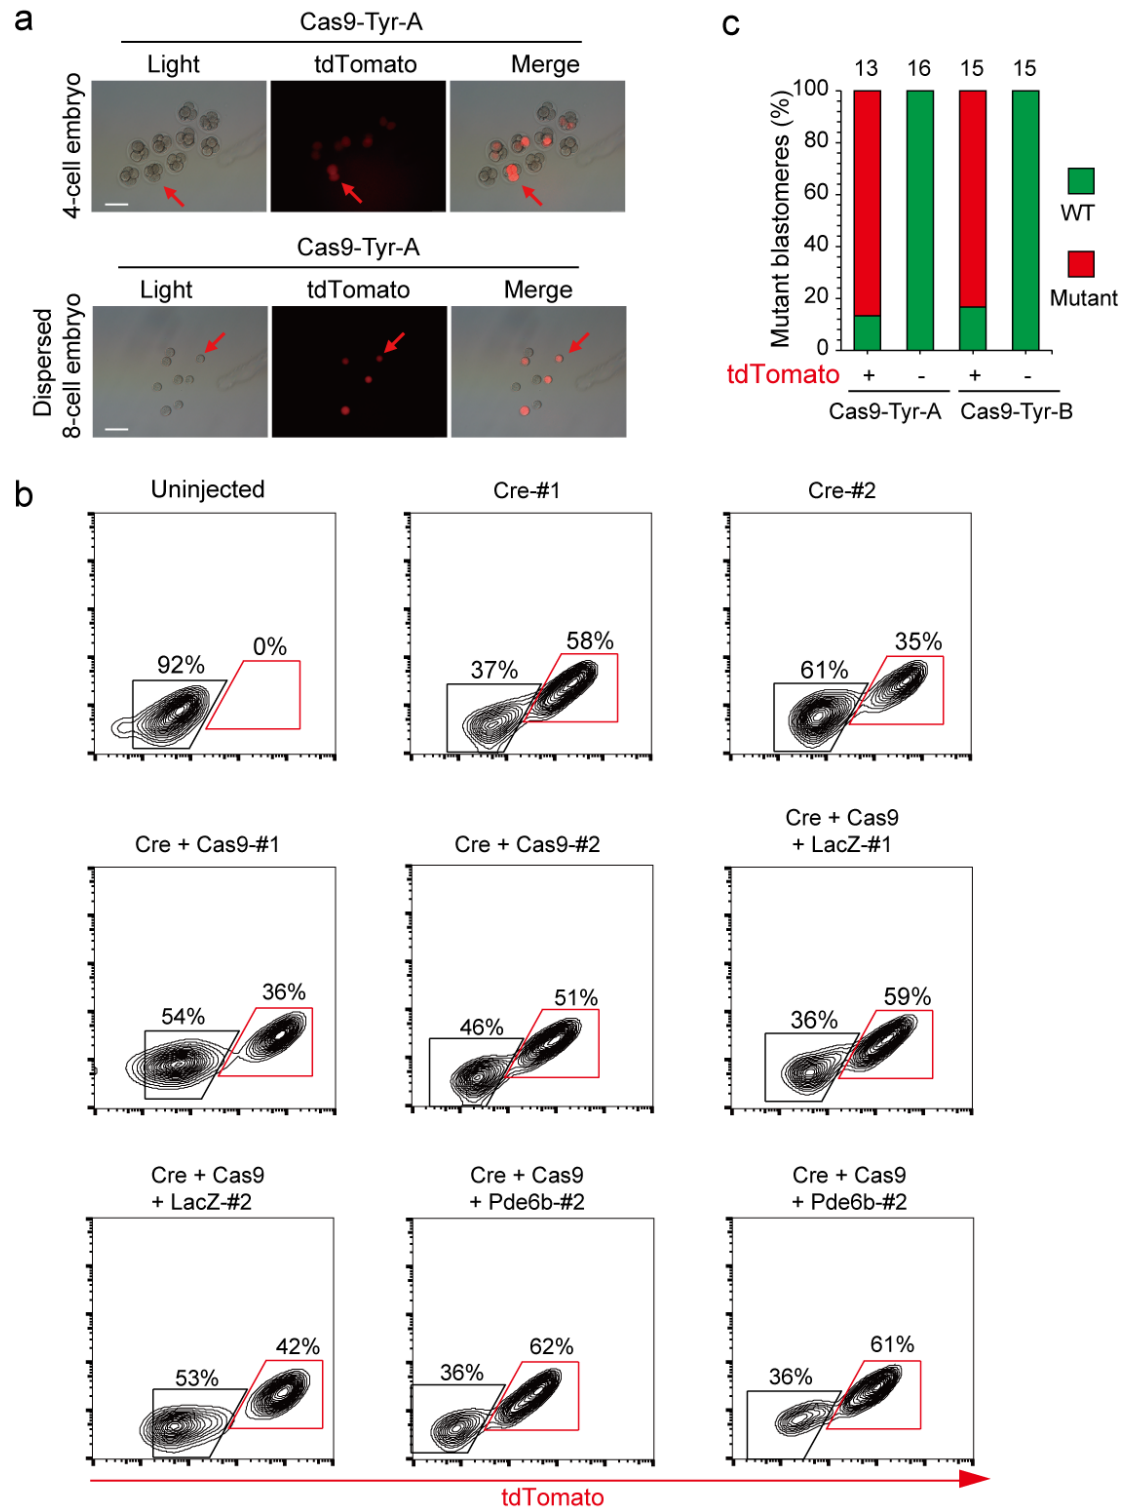 a
Cas9-Tyr-A
Light tdTomato Merge
4-cell embryo
Cas9-Tyr-A
Light tdTomato Merge
Dispersed
8-cell embryo
c
13 16 15 15
100
80
60
40
20
0
Mutant blastomeres (%)
WT
Mutant
tdTomato + - + -
Cas9-Tyr-A Cas9-Tyr-B
b
Uninjected Cre-#1 Cre-#2
92% 0% 37% 58% 61% 35%
Cre + Cas9-#1 Cre + Cas9-#2 Cre + Cas9
+ LacZ-#1
54% 36% 46% 51% 36% 59%
Cre + Cas9 Cre + Cas9 Cre + Cas9
+ LacZ-#2 + Pde6b-#2 + Pde6b-#2
53% 42% 36% 62% 36% 61%
tdTomato